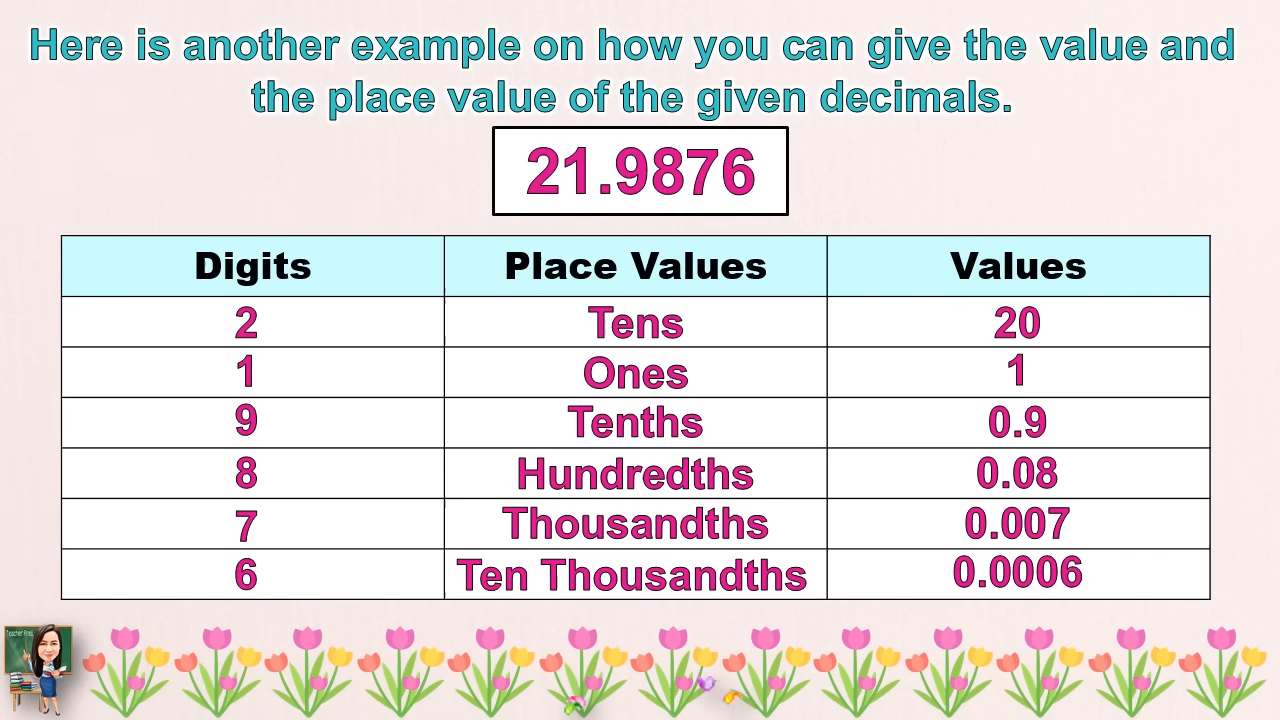 Here is another example on how you can give the value and
the place value of the given decimals.
21.9876
Digits Place Values Values
2 Tens 20
1 Ones 1
9 Tenths 0.9
8 Hundredths 0.08
7 Thousandths 0.007
6 Ten Thousandths 0.0006